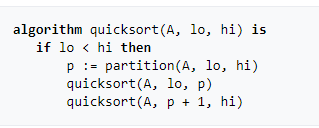 algorithm quicksort(A, lo, hi) is
if lo < hi then
p := partition(A, lo, hi)
quicksort(A, lo, p)
quicksort(A, p + 1, hi)